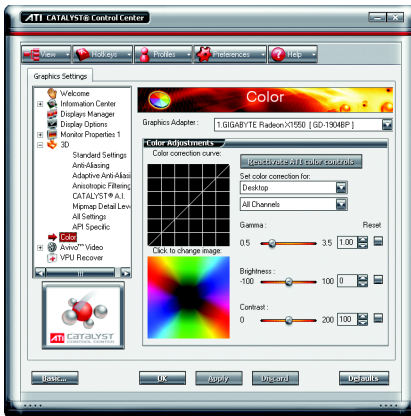 ATI CATALYST® Control Center
View
Hotkeys
Profiles
Preferences
Help
Graphics Settings
Welcome
Information Center
Displays Manager
Display Options
Monitor Properties 1
3D
Standard Settings
Anti-Aliasing
Adaptive Anti-Aliasi
Anisotropic Filtering
CATALYST® A.I.
Mipmap Detail Leve
All Settings
API Specific
Color
Avivo™ Video
VPU Recover
ATI CATALYST
CONTROL CENTER
Color
Graphics Adapter :
1.GIGABYTE Radeon X1550 [ GD-1904BP ]
Color Adjustments
Color correction curve:
Click to change image:
Reactivate ATI color controls
Set color correction for:
Desktop
All Channels
Gamma : Reset
0.5 3.5 1.00
Brightness :
-100 100 0
Contrast :
0 200 100
Basic...
OK
Apply
Discard
Defaults